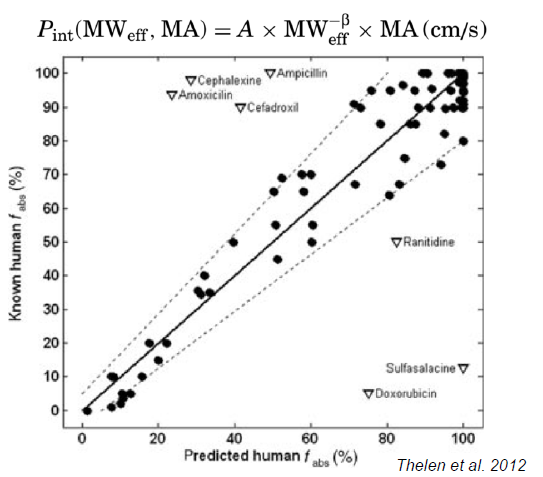 P_int(MW_eff, MA) = A × MW_eff^−β × MA (cm/s)
Known human f_abs (%)
100
90
80
70
60
50
40
30
20
10
0
Ampicillin
Cephalexine
Amoxicilin
Cefadroxil
Ranitidine
Sulfasalacine
Doxorubicin
0 20 40 60 80 100
Predicted human f_abs (%)
Thelen et al. 2012